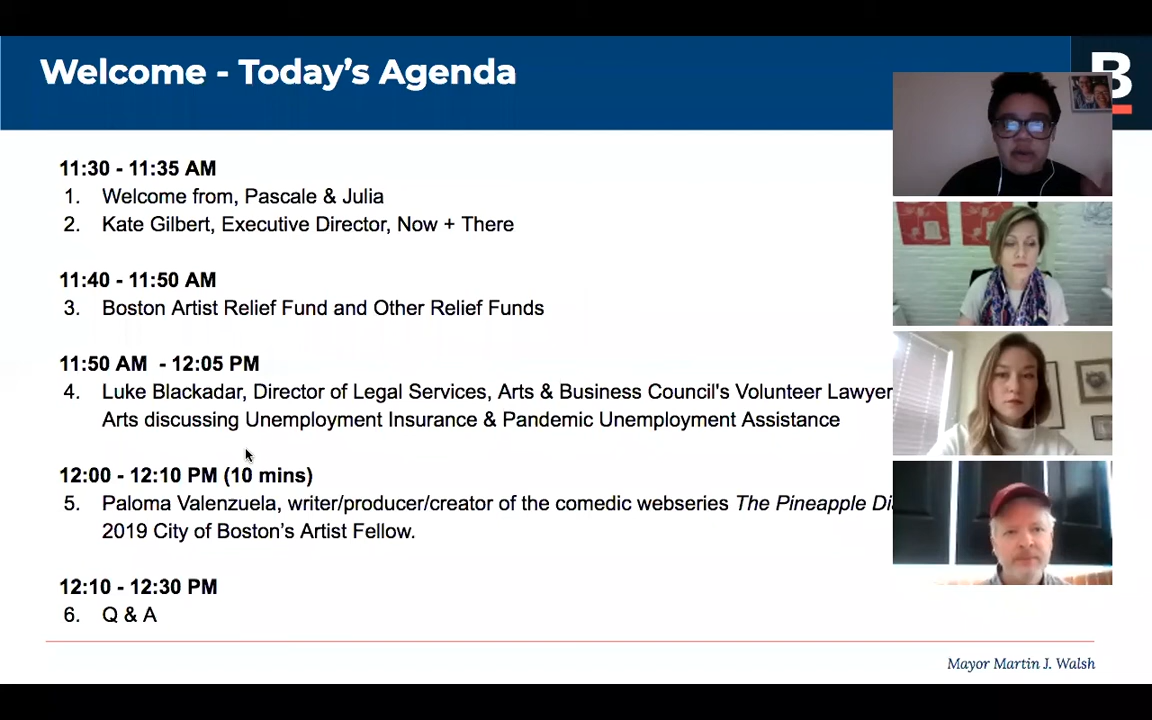 Welcome - Today's Agenda
B
11:30 - 11:35 AM
1. Welcome from, Pascale & Julia
2. Kate Gilbert, Executive Director, Now + There
11:40 - 11:50 AM
3. Boston Artist Relief Fund and Other Relief Funds
11:50 AM  - 12:05 PM
4. Luke Blackadar, Director of Legal Services, Arts & Business Council's Volunteer Lawyer
Arts discussing Unemployment Insurance & Pandemic Unemployment Assistance
12:00 - 12:10 PM (10 mins)
5. Paloma Valenzuela, writer/producer/creator of the comedic webseries The Pineapple
2019 City of Boston's Artist Fellow.
12:10 - 12:30 PM
6. Q & A
Mayor Martin J. Walsh